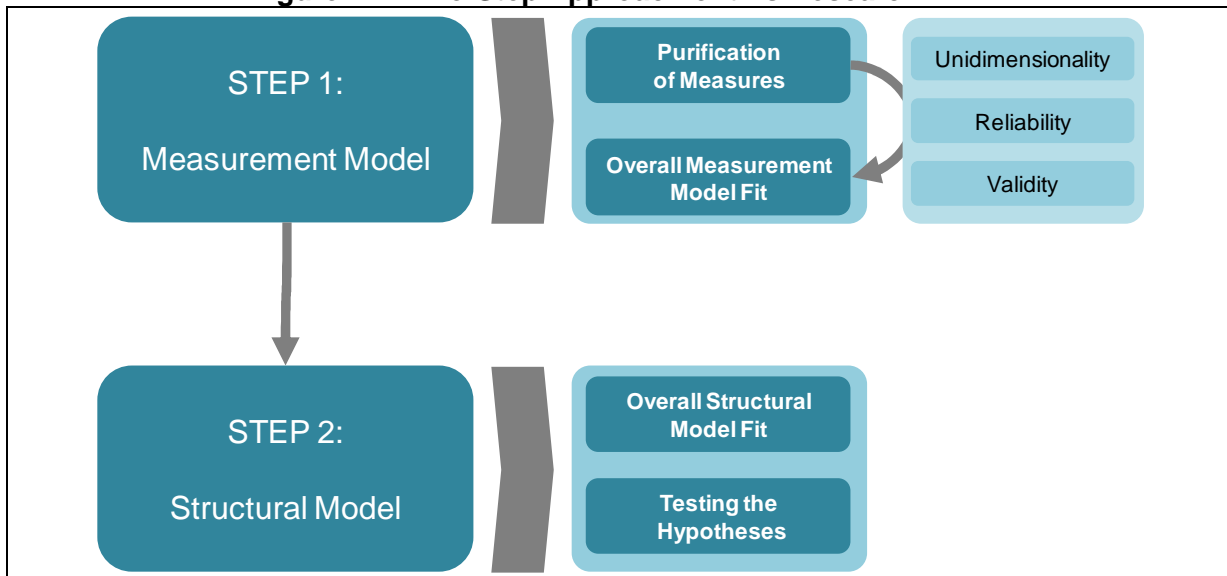 STEP 1:
Measurement Model
Purification
of Measures
Overall Measurement
Model Fit
Unidimensionality
Reliability
Validity
STEP 2:
Structural Model
Overall Structural
Model Fit
Testing the
Hypotheses